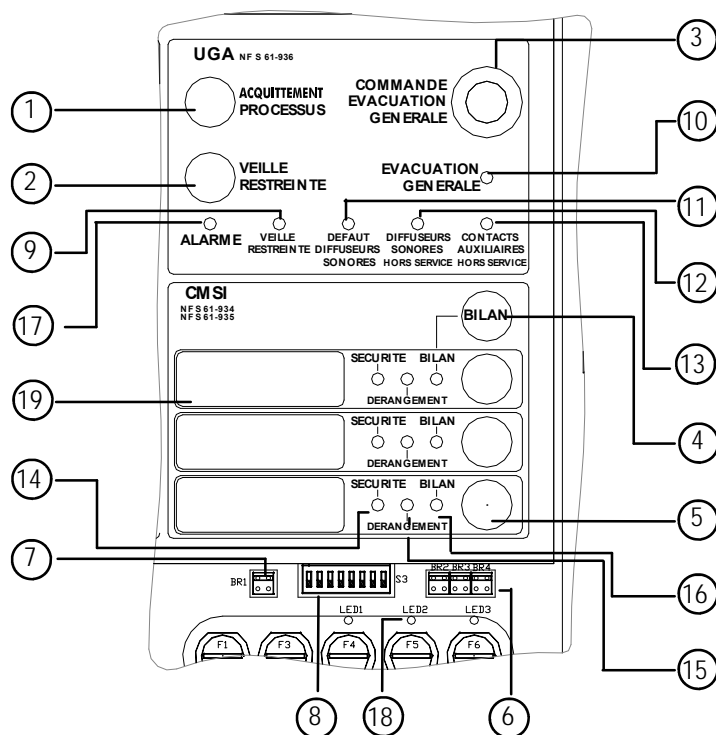 UGA NF S 61-936
3
COMMANDE
EVACUATION
GENERALE
1
ACQUITTEMENT
PROCESSUS
10
2
VEILLE
RESTREINTE
EVACUATION
GENERALE
11
9
ALARME
VEILLE
RESTREINTE
DEFAUT
DIFFUSEURS
SONORES
DIFFUSEURS
SONORES
HORS SERVICE
CONTACTS
AUXILIAIRES
HORS SERVICE
12
17
CMSI
NF S 61-934
NF S 61-935
BILAN
13
19
SECURITE BILAN
DERANGEMENT
4
SECURITE BILAN
DERANGEMENT
14
SECURITE BILAN
DERANGEMENT
5
7
BR1
S3
BR2 BR3 BR4
16
LED1 LED2 LED3
F1 F3 F4 F5 F6
15
8
18
6